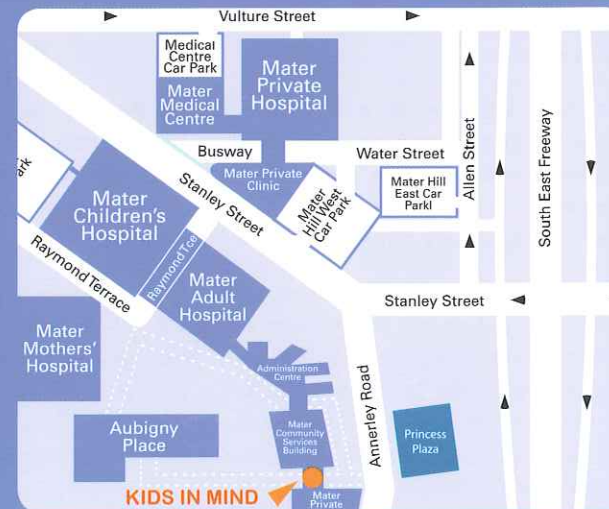 Vulture Street
Medical
Centre
Car Park
Mater
Medical
Centre
Mater
Private
Hospital
Busway
Water Street
Allen Street
South East Freeway
Mater Private
Clinic
Mater
Hill West
Car Park
Mater Hill
East Car
Parkl
ark
Mater
Children's
Hospital
Stanley Street
Raymond Tce
Raymond Terrace
Mater
Adult
Hospital
Stanley Street
Mater
Mothers'
Hospital
Administration
Centre
Annerley Road
Aubigny
Place
Mater
Community
Services
Building
Princess
Plaza
KIDS IN MIND
Mater
Private